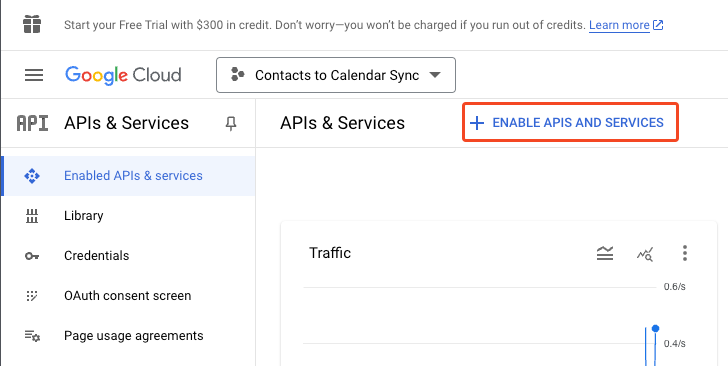 Start your Free Trial with $300 in credit. Don’t worry—you won’t be charged if you run out of credits. Learn more
Google Cloud
Contacts to Calendar Sync
API
APIs & Services
APIs & Services
ENABLE APIS AND SERVICES
Enabled APIs & services
Library
Credentials
OAuth consent screen
Page usage agreements
Traffic
0.6/s
0.4/s